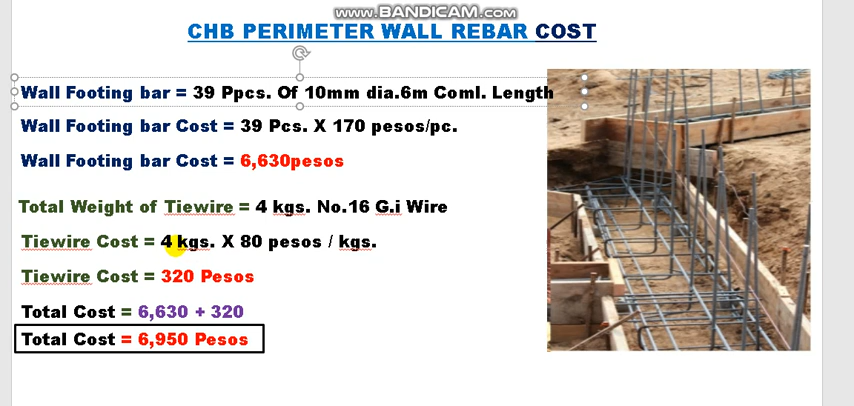 www.BANDICAM.com
CHB PERIMETER WALL REBAR COST
Wall Footing bar = 39 Ppcs. Of 10mm dia.6m Coml. Length
Wall Footing bar Cost = 39 Pcs. X 170 pesos/pc.
Wall Footing bar Cost = 6,630pesos
Total Weight of Tiewire = 4 kgs. No.16 G.i Wire
Tiewire Cost = 4 kgs. X 80 pesos / kgs.
Tiewire Cost = 320 Pesos
Total Cost = 6,630 + 320
Total Cost = 6,950 Pesos